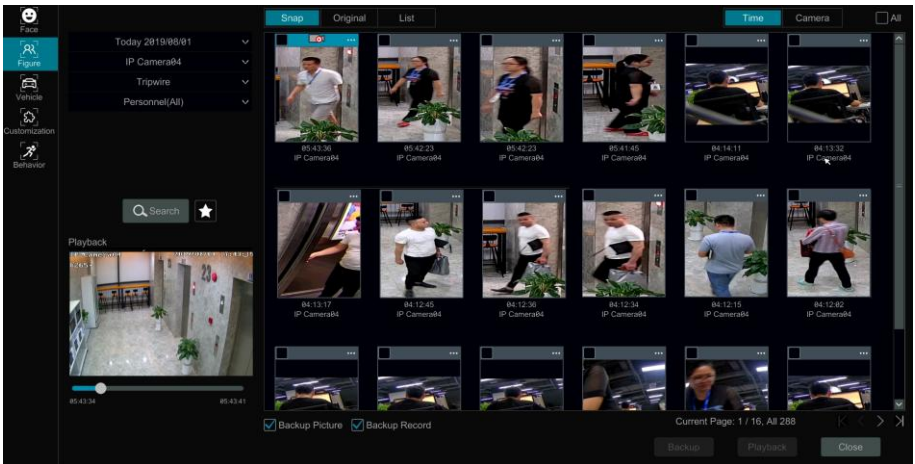 Face
Figure
Vehicle
Customization
Behavior
Today 2019/08/01
IP Camera04
Tripwire
Personnel(All)
Search
Playback
05:43:34 05:43:41
Snap Original List
Time Camera All
05:43:36 05:42:23 05:42:23 05:41:45 04:14:11 04:13:32
IP Camera04 IP Camera04 IP Camera04 IP Camera04 IP Camera04 IP Camera04
04:13:17 04:12:45 04:12:36 04:12:34 04:12:15 04:12:02
IP Camera04 IP Camera04 IP Camera04 IP Camera04 IP Camera04 IP Camera04
Backup Picture Backup Record
Current Page: 1 / 16, All 288
Backup Playback Close